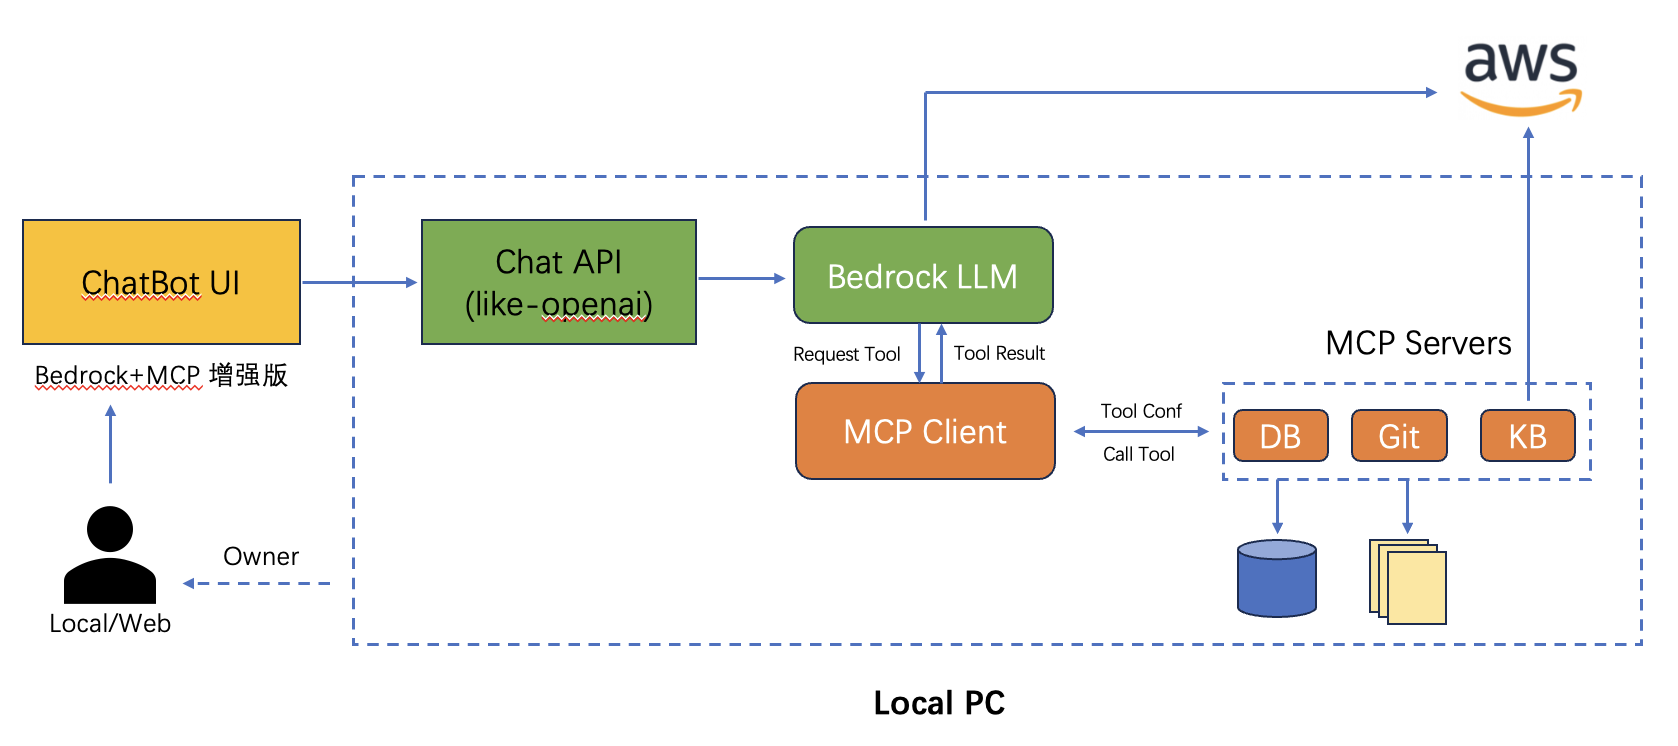 aws
ChatBot UI
Chat API
(like-openai)
Bedrock LLM
Bedrock+MCP 增强版
Request Tool
Tool Result
MCP Servers
MCP Client
Tool Conf
Call Tool
DB
Git
KB
Owner
Local/Web
Local PC